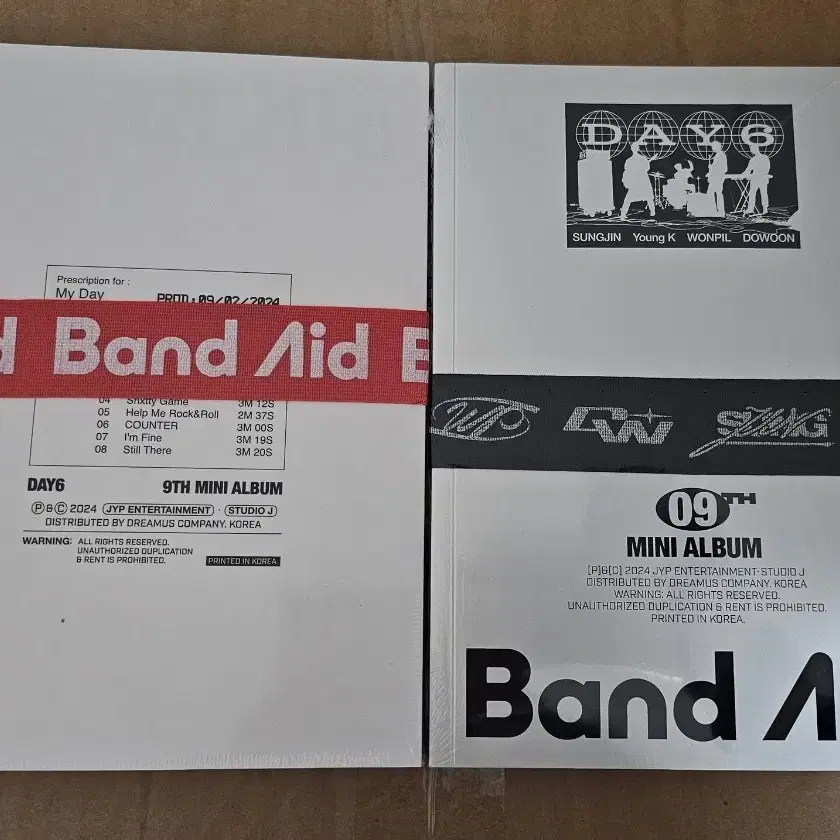 Prescription for :
My Day
PROD : 09/02/2024
d Band Aid B
04 Shxtty Game 3M 12S
05 Help Me Rock&Roll 2M 37S
06 COUNTER 3M 00S
07 I'm Fine 3M 19S
08 Still There 3M 20S
DAY6 9TH MINI ALBUM
Ⓟ&Ⓒ 2024 JYP ENTERTAINMENT · STUDIO J
DISTRIBUTED BY DREAMUS COMPANY. KOREA
WARNING: ALL RIGHTS RESERVED.
UNAUTHORIZED DUPLICATION
& RENT IS PROHIBITED.
PRINTED IN KOREA
DAY6
SUNGJIN Young K WONPIL DOWOON
09TH
MINI ALBUM
[P]&[C] 2024 JYP ENTERTAINMENT·STUDIO J
DISTRIBUTED BY DREAMUS COMPANY. KOREA
WARNING: ALL RIGHTS RESERVED.
UNAUTHORIZED DUPLICATION & RENT IS PROHIBITED.
PRINTED IN KOREA.
Band A